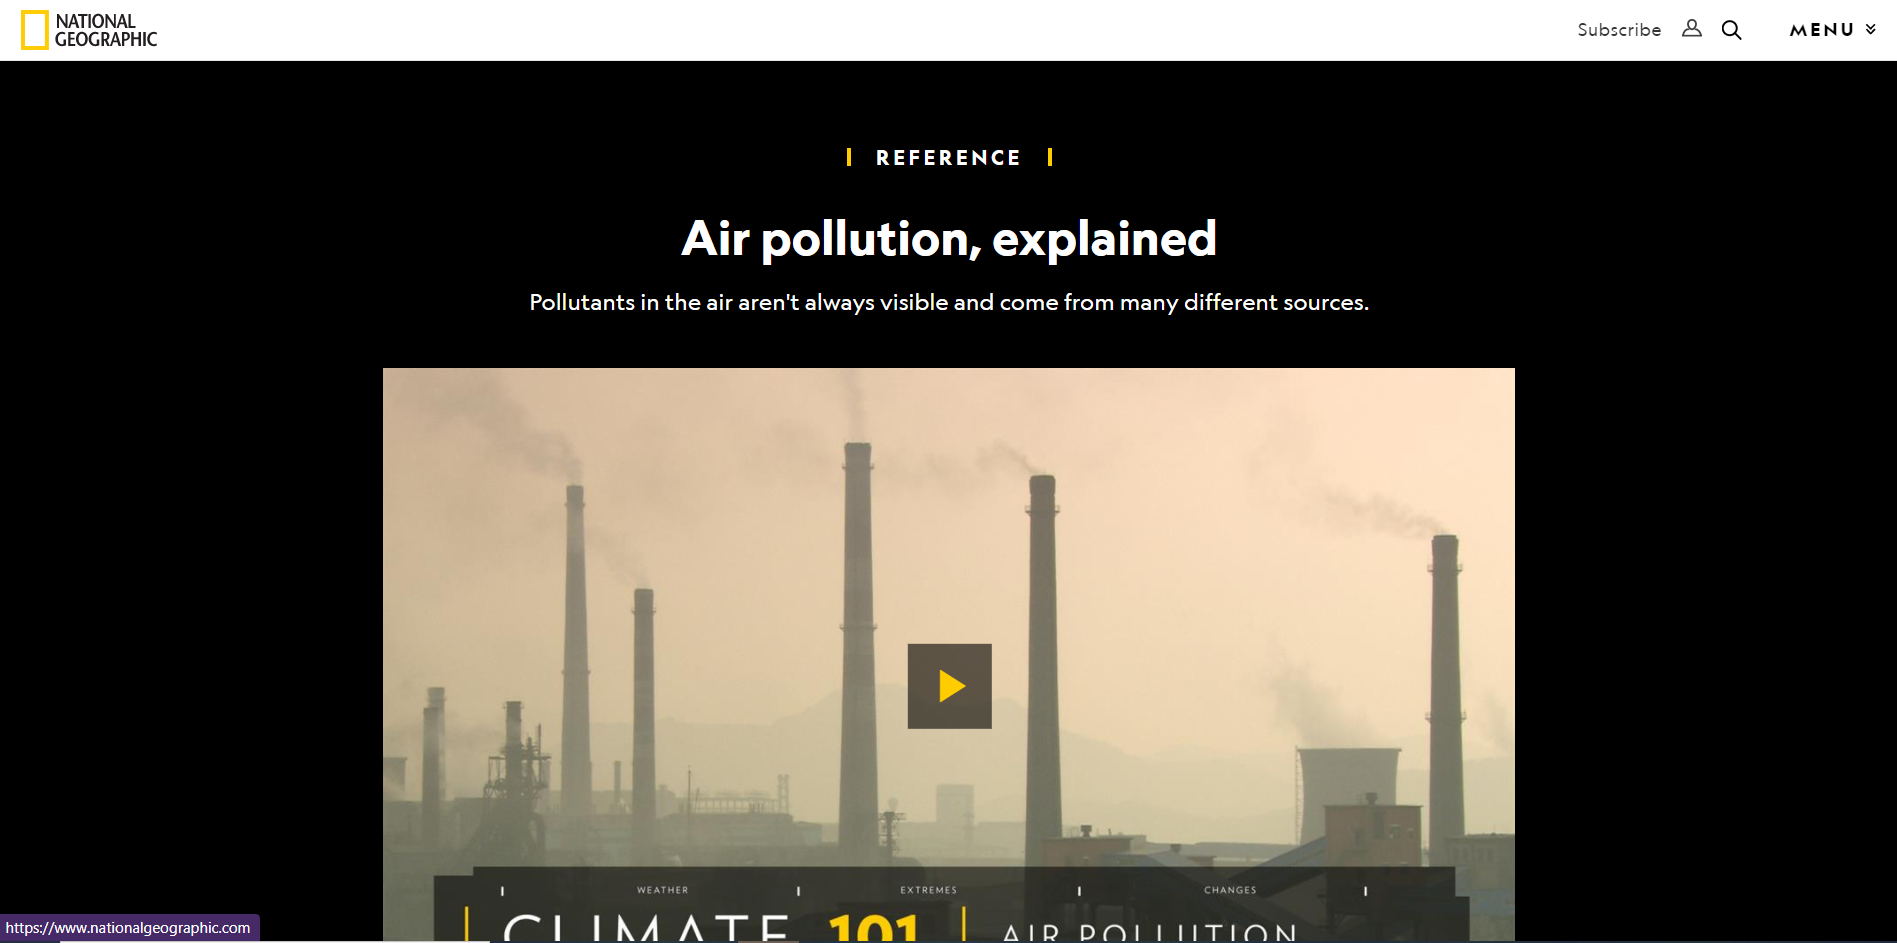 NATIONAL
GEOGRAPHIC
Subscribe
MENU
REFERENCE
Air pollution, explained
Pollutants in the air aren't always visible and come from many different sources.
WEATHER EXTREMES CHANGES
CLIMATE 101 AIR POLLUTION
https://www.nationalgeographic.com